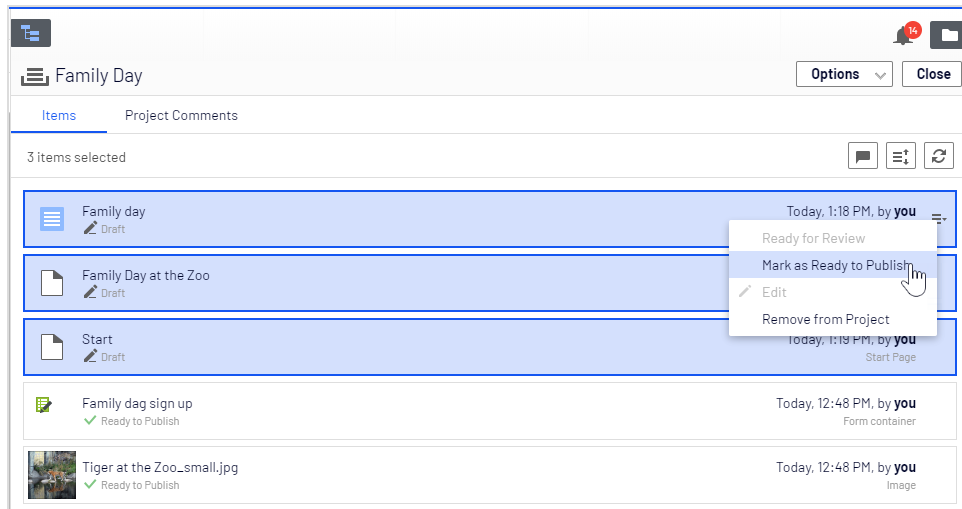 14
Family Day
Options
Close
Items
Project Comments
3 items selected
Family day
Today, 1:18 PM, by you
Draft
Ready for Review
Mark as Ready to Publish
Edit
Remove from Project
Family Day at the Zoo
Draft
Start
Today, 1:19 PM, by you
Draft
Start Page
Family dag sign up
Today, 12:48 PM, by you
Ready to Publish
Form container
Tiger at the Zoo_small.jpg
Today, 12:48 PM, by you
Ready to Publish
Image